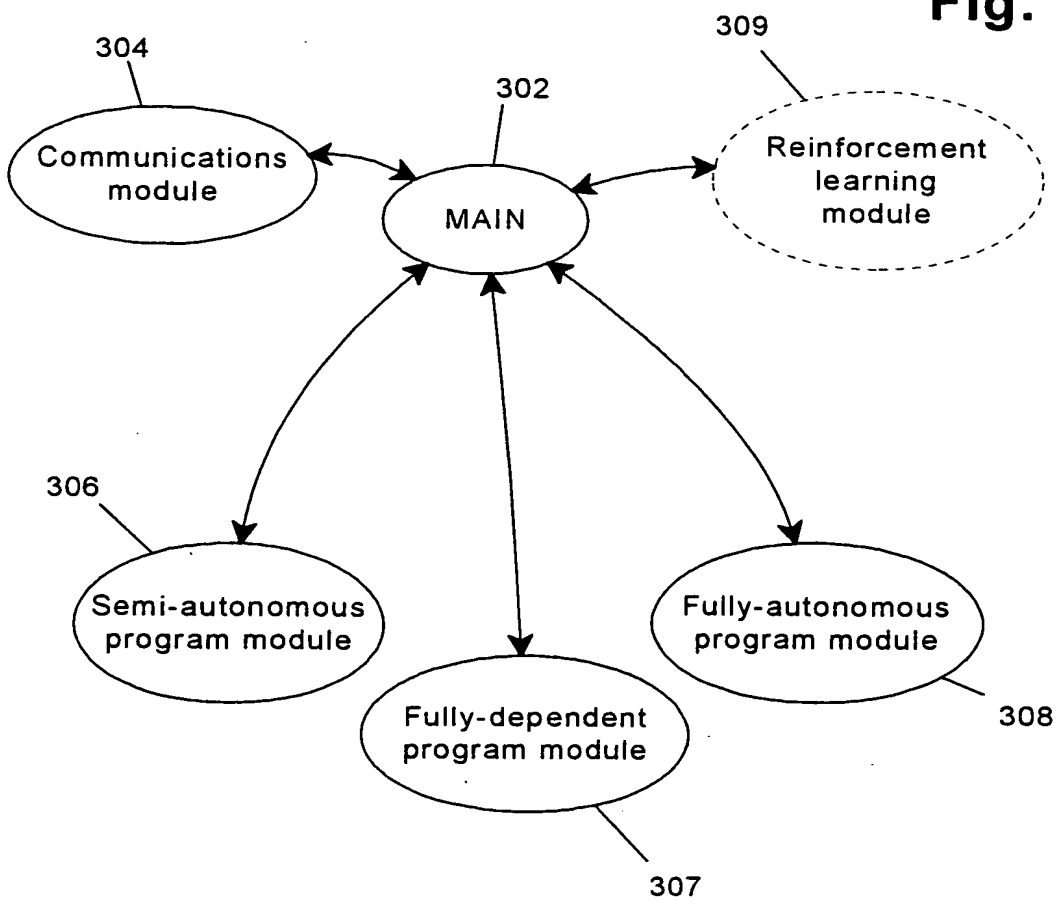 Fig.
304
309
302
Communications
module
MAIN
Reinforcement
learning
module
306
Semi-autonomous
program module
Fully-autonomous
program module
308
Fully-dependent
program module
307